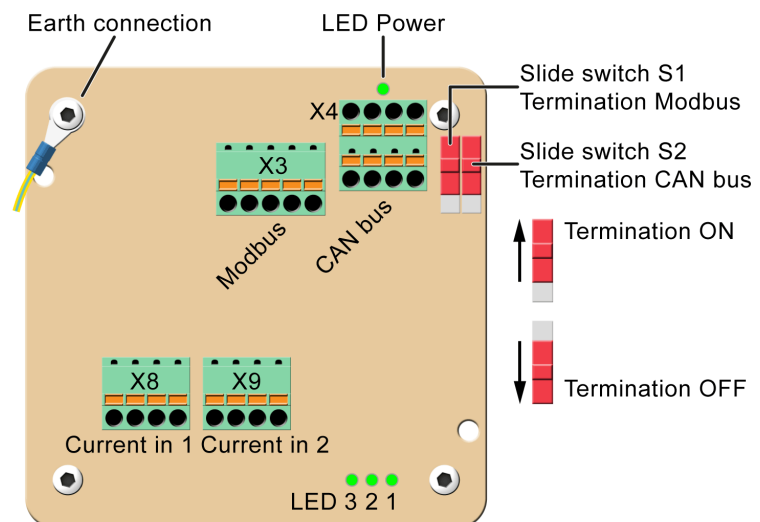 Earth connection
LED Power
Slide switch S1
Termination Modbus
X4
X3
Slide switch S2
Termination CAN bus
Modbus
CAN bus
Termination ON
X8
X9
Termination OFF
Current in 1
Current in 2
LED 3 2 1